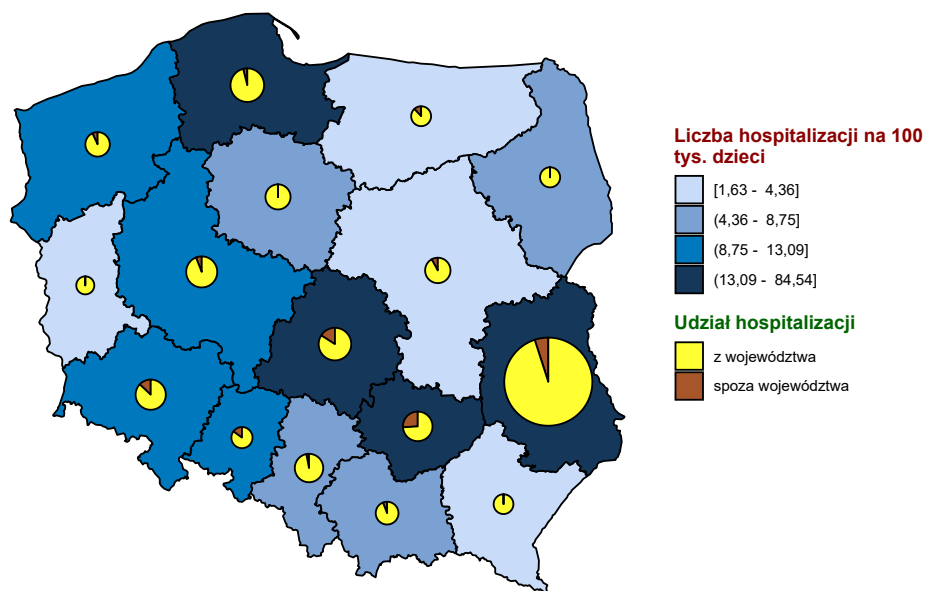 Liczba hospitalizacji na 100
tys. dzieci
[1,63 - 4,36]
(4,36 - 8,75]
(8,75 - 13,09]
(13,09 - 84,54]
Udział hospitalizacji
z województwa
spoza województwa